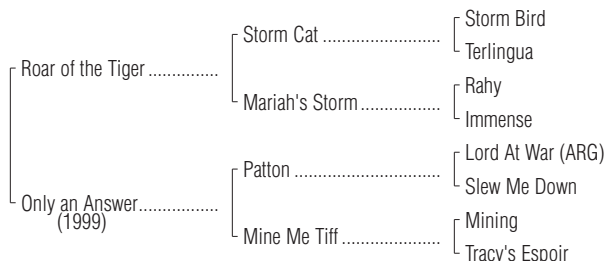 Storm Bird
Storm Cat ........................
Terlingua
Roar of the Tiger ...............
Rahy
Mariah's Storm.................
Immense
Lord At War (ARG)
Patton ..............................
Slew Me Down
Only an Answer.................
(1999)
Mining
Mine Me Tiff .....................
Tracy's Espoir